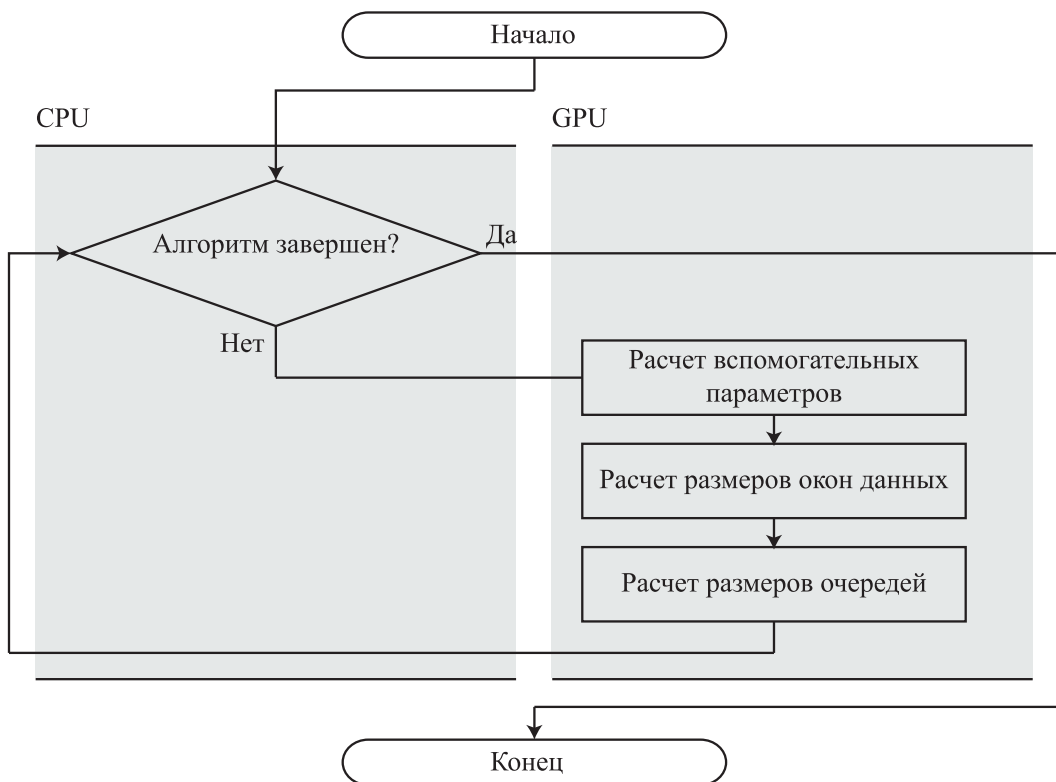 Начало
CPU
GPU
Алгоритм завершен?
Да
Нет
Расчет вспомогательных
параметров
Расчет размеров окон данных
Расчет размеров очередей
Конец